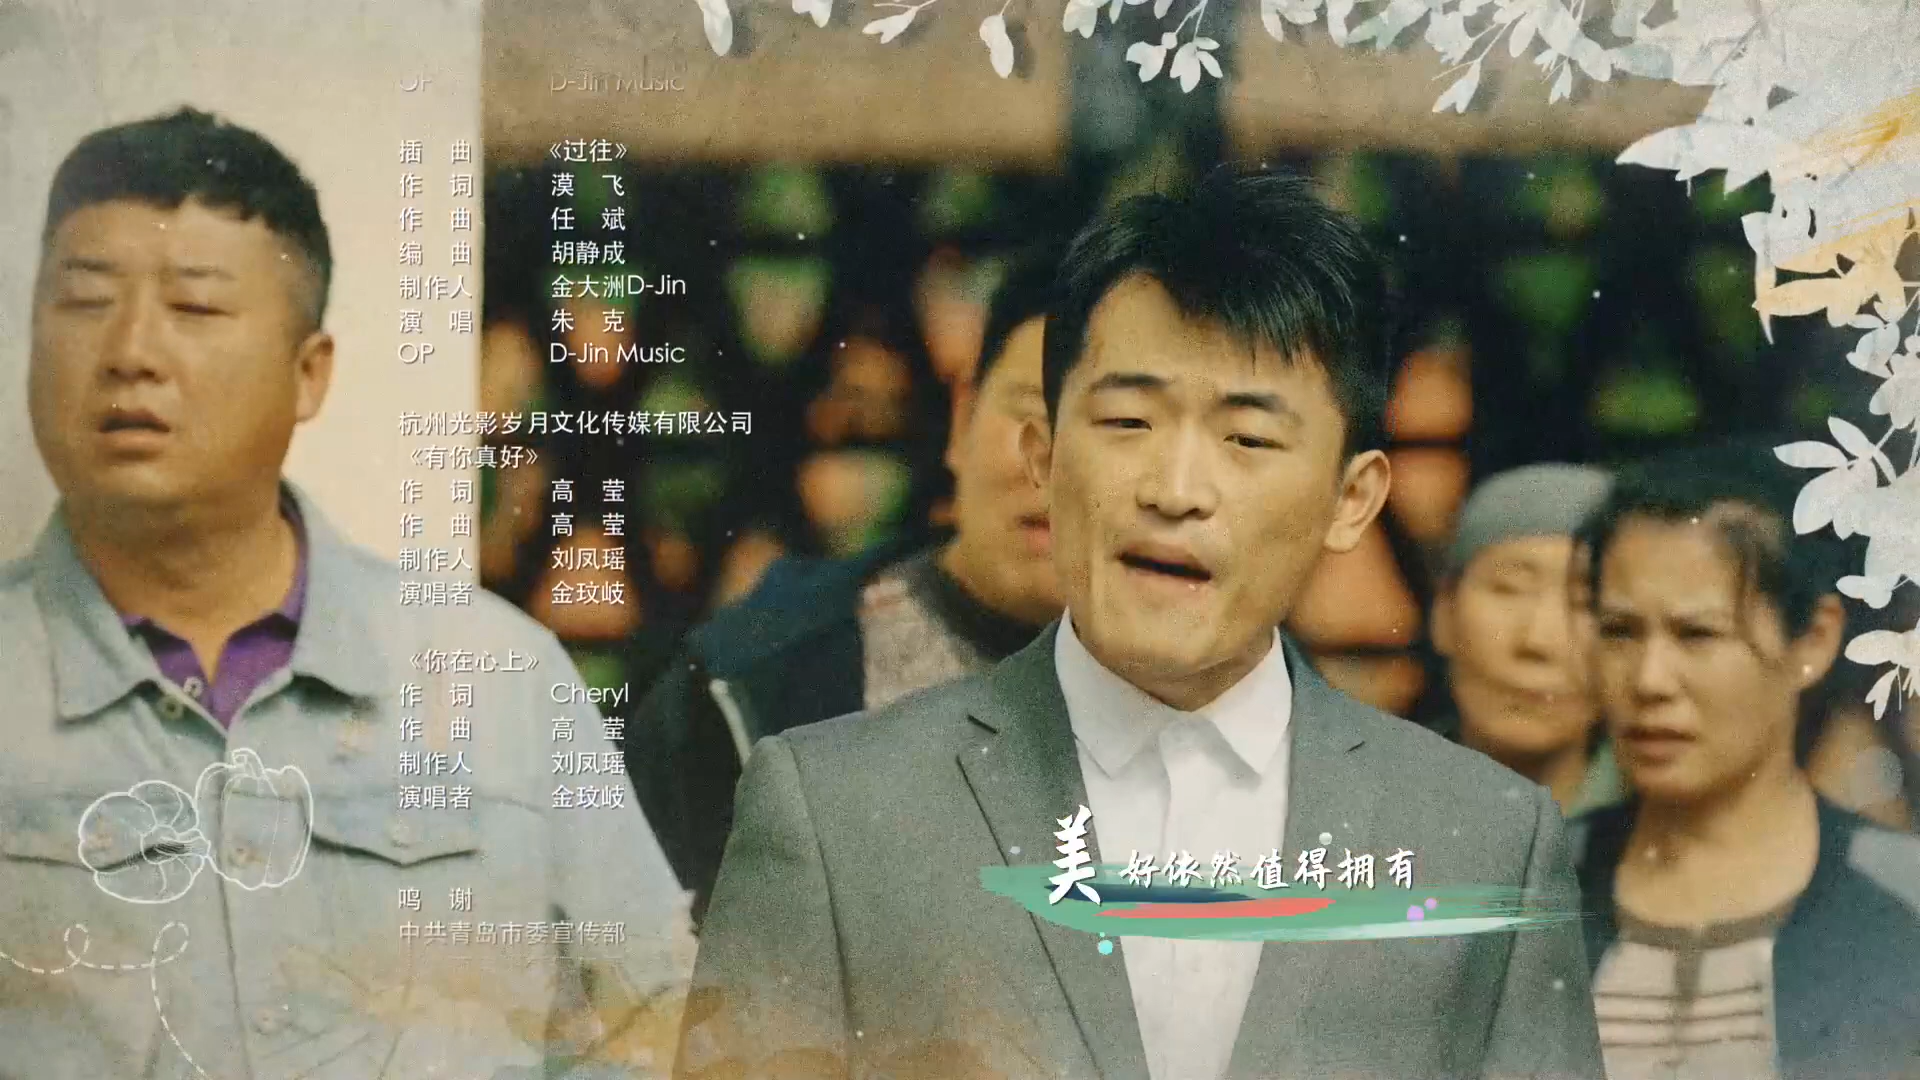 OP D-Jin Music
插 曲 《过往》
作 词 漠 飞
作 曲 任 斌
编 曲 胡静成
制作人 金大洲D-Jin
演 唱 朱 克
OP D-Jin Music
杭州光影岁月文化传媒有限公司
《有你真好》
作 词 高 莹
作 曲 高 莹
制作人 刘凤瑶
演唱者 金玟岐
《你在心上》
作 词 Cheryl
作 曲 高 莹
制作人 刘凤瑶
演唱者 金玟岐
鸣 谢
中共青岛市委宣传部
美好依然值得拥有